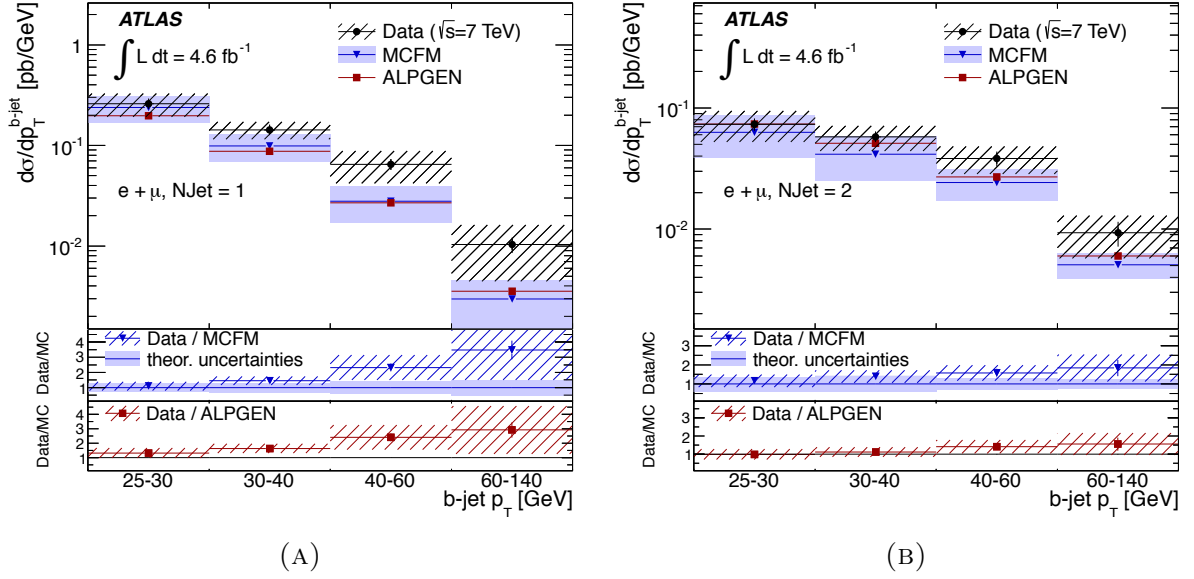 ATLAS
∫ L dt = 4.6 fb⁻¹
Data (√s=7 TeV)
MCFM
ALPGEN
dσ/dp_T^{b-jet} [pb/GeV]
1
10⁻¹
10⁻²
e + μ, NJet = 1
Data/MC
4
3
2
1
Data / MCFM
theor. uncertainties
Data/MC
4
3
2
1
Data / ALPGEN
25-30 30-40 40-60 60-140
b-jet p_T [GeV]
(A)
ATLAS
∫ L dt = 4.6 fb⁻¹
Data (√s=7 TeV)
MCFM
ALPGEN
dσ/dp_T^{b-jet} [pb/GeV]
1
10⁻¹
10⁻²
e + μ, NJet = 2
Data/MC
3
2
1
Data / MCFM
theor. uncertainties
Data/MC
3
2
1
Data / ALPGEN
25-30 30-40 40-60 60-140
b-jet p_T [GeV]
(B)